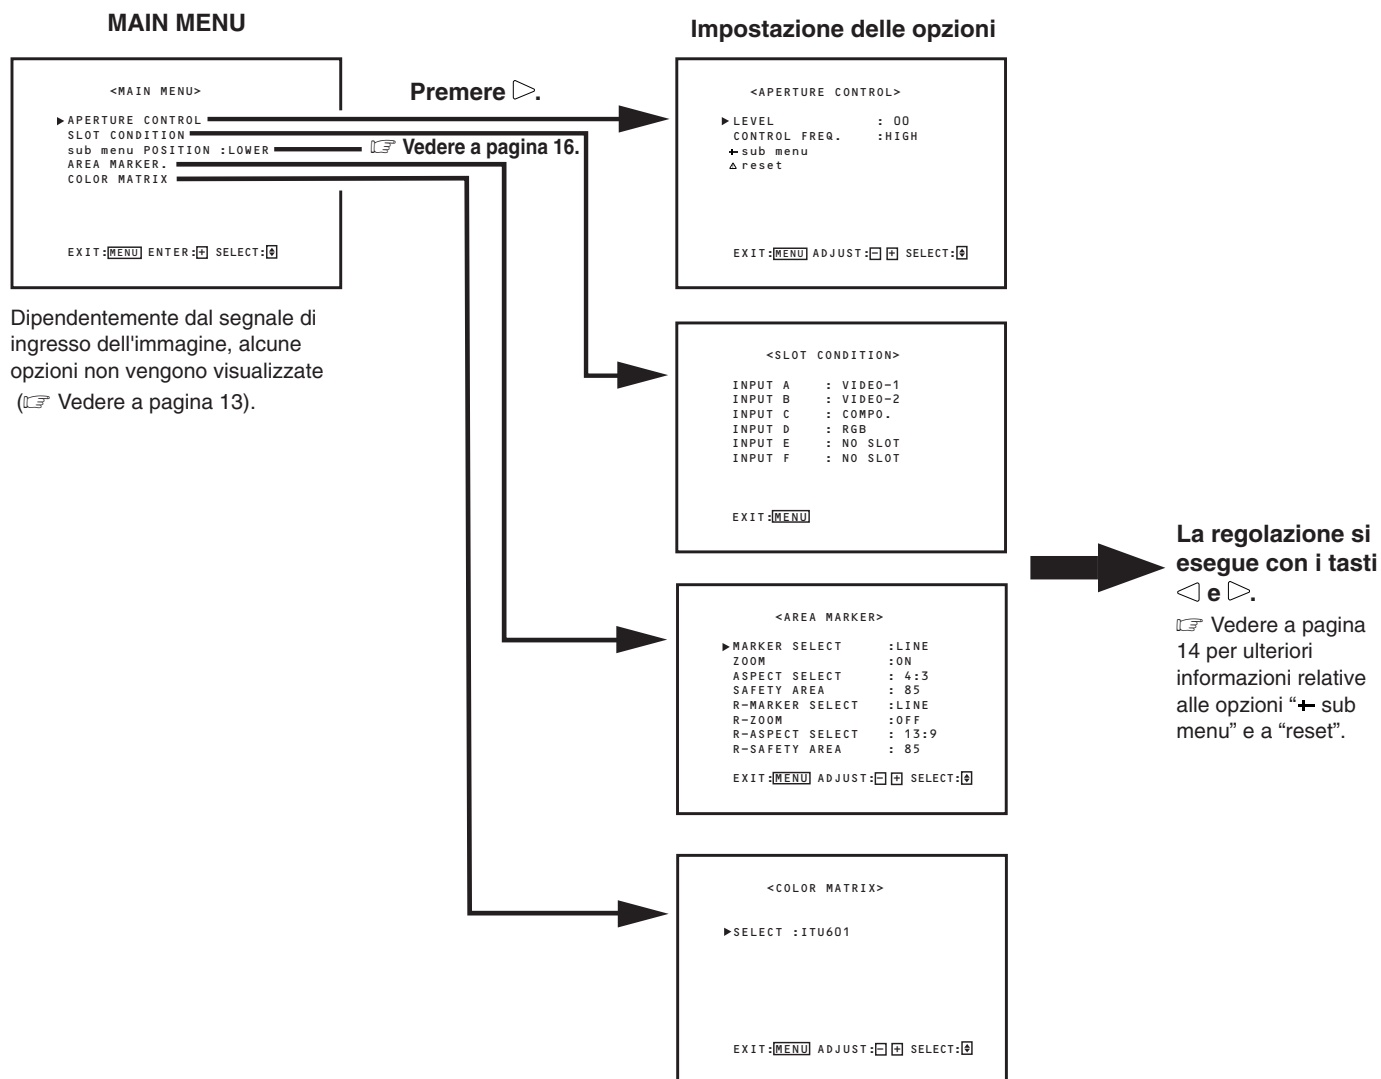 MAIN MENU
<MAIN MENU>
▶APERTURE CONTROL
SLOT CONDITION
sub menu POSITION :LOWER
AREA MARKER.
COLOR MATRIX
EXIT:MENU ENTER:+ SELECT:
Dipendentemente dal segnale di
ingresso dell'immagine, alcune
opzioni non vengono visualizzate
(☞ Vedere a pagina 13).
Premere ▷.
☞ Vedere a pagina 16.
Impostazione delle opzioni
<APERTURE CONTROL>
▶LEVEL : 00
CONTROL FREQ. :HIGH
+sub menu
△reset
EXIT:MENU ADJUST:- + SELECT:
<SLOT CONDITION>
INPUT A : VIDEO-1
INPUT B : VIDEO-2
INPUT C : COMPO.
INPUT D : RGB
INPUT E : NO SLOT
INPUT F : NO SLOT
EXIT:MENU
<AREA MARKER>
▶MARKER SELECT :LINE
ZOOM :ON
ASPECT SELECT : 4:3
SAFETY AREA : 85
R-MARKER SELECT :LINE
R-ZOOM :OFF
R-ASPECT SELECT : 13:9
R-SAFETY AREA : 85
EXIT:MENU ADJUST:- + SELECT:
<COLOR MATRIX>
▶SELECT :ITU601
EXIT:MENU ADJUST:- + SELECT:
La regolazione si
esegue con i tasti
◁ e ▷.
☞ Vedere a pagina
14 per ulteriori
informazioni relative
alle opzioni “+ sub
menu” e a “reset”.